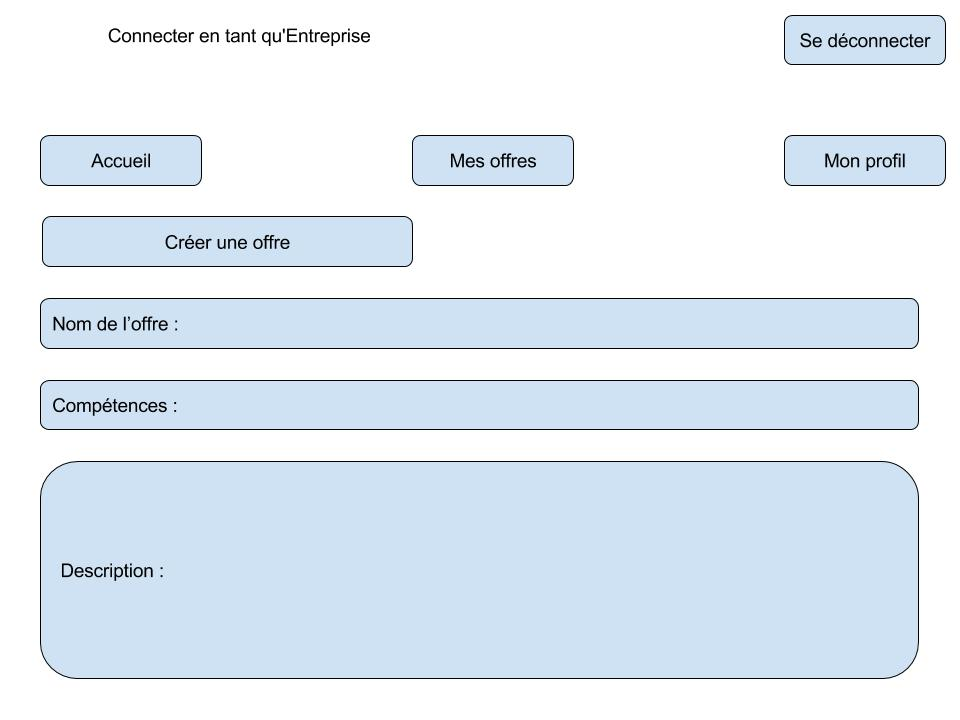 Connecter en tant qu'Entreprise
Se déconnecter
Accueil
Mes offres
Mon profil
Créer une offre
Nom de l’offre :
Compétences :
Description :